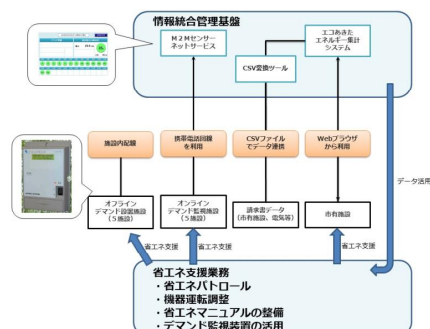 情報統合管理基盤
M2Mセンサー
ネットサービス
エコあきた
エネルギー集計
システム
CSV変換ツール
施設内配線
携帯電話回線
を利用
CSVファイル
でデータ連携
Webブラウザ
から利用
データ活用
オフライン
デマンド設置施設
(5施設)
オンライン
デマンド監視施設
(5施設)
請求書データ
(市有施設、電気等)
市有施設
省エネ支援
省エネ支援
省エネ支援
省エネ支援業務
・省エネパトロール
・機器運転調整
・省エネマニュアルの整備
・デマンド監視装置の活用